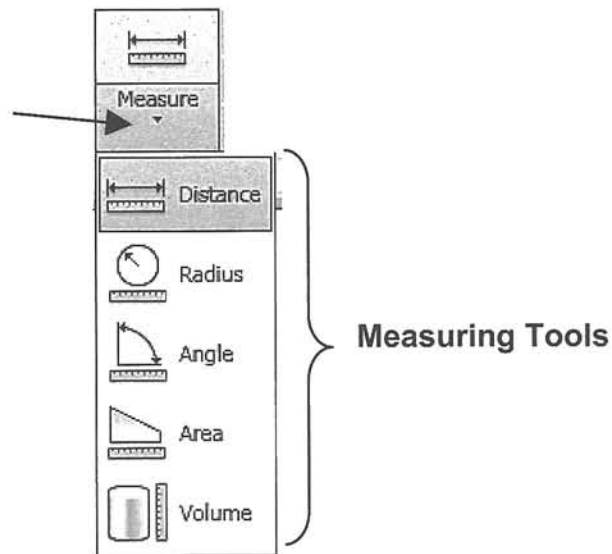 Measure
Distance
Radius
Angle
Measuring Tools
Area
Volume